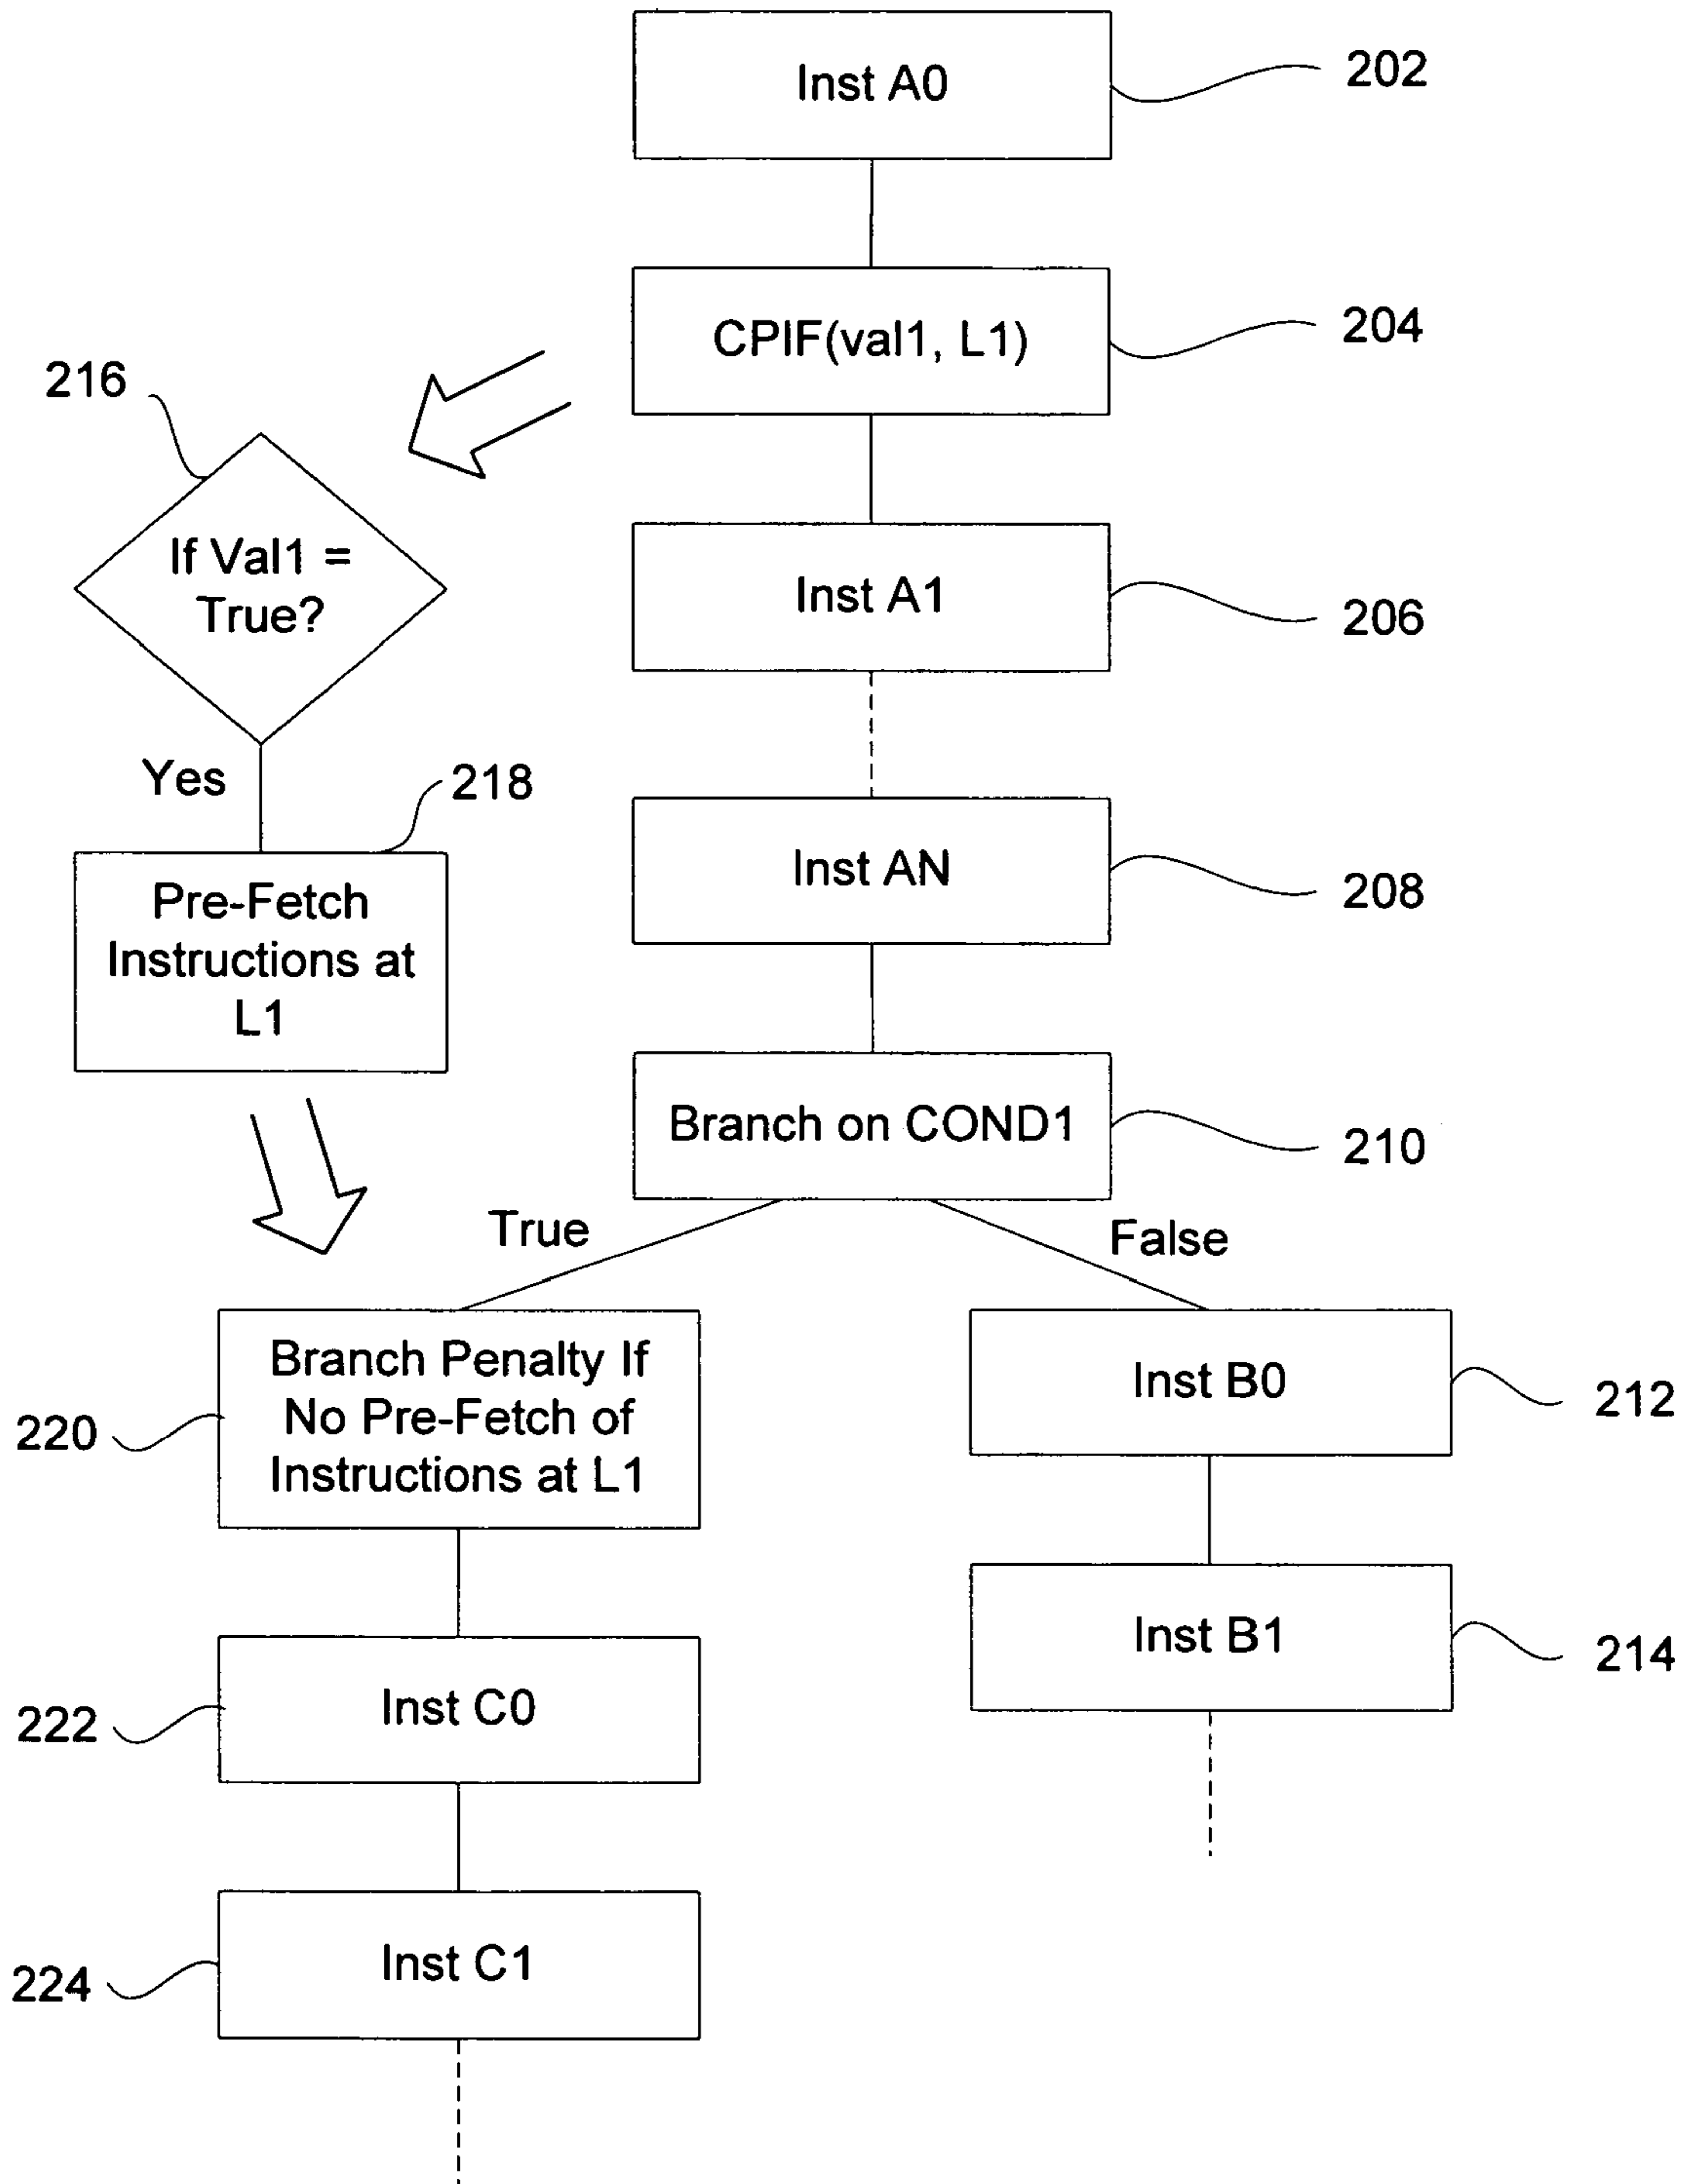 Inst A0
202
CPIF(val1, L1)
204
216
If Val1 =
True?
Inst A1
206
Yes
218
Pre-Fetch
Instructions at
L1
Inst AN
208
Branch on COND1
210
True
False
Branch Penalty If
No Pre-Fetch of
Instructions at L1
220
Inst B0
212
Inst B1
214
Inst C0
222
Inst C1
224